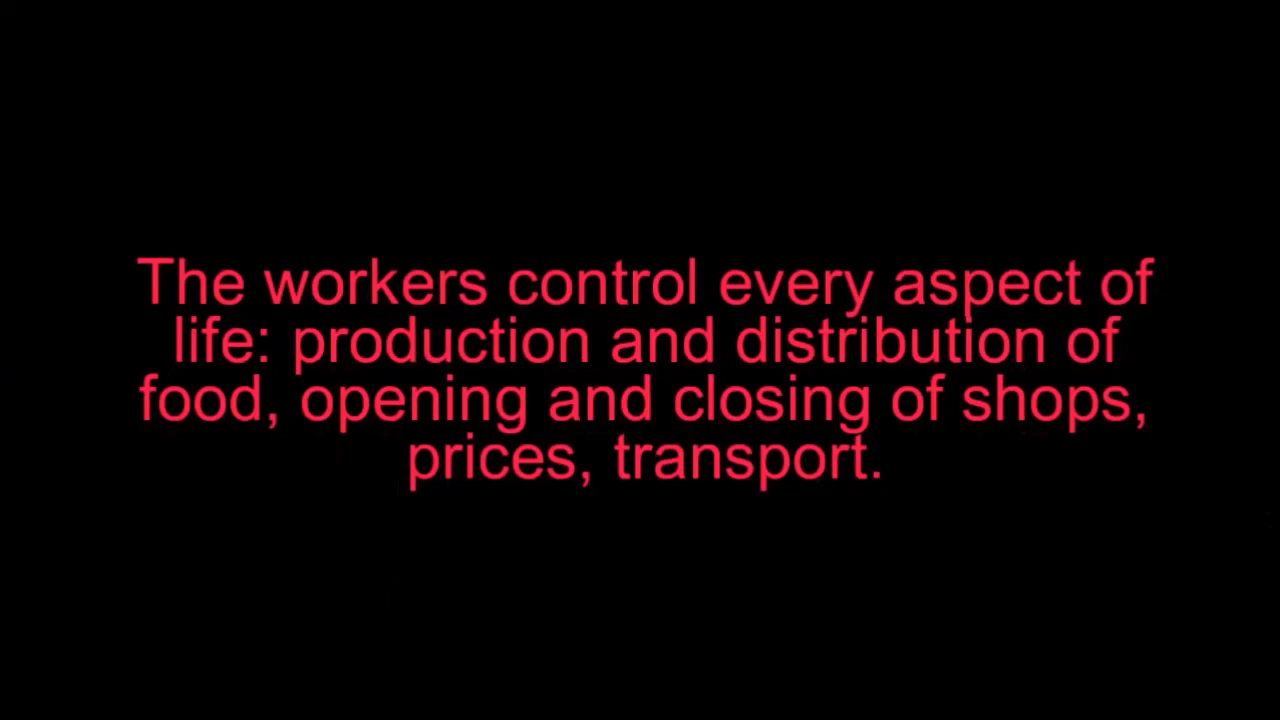 The workers control every aspect of
life: production and distribution of
food, opening and closing of shops,
prices, transport.